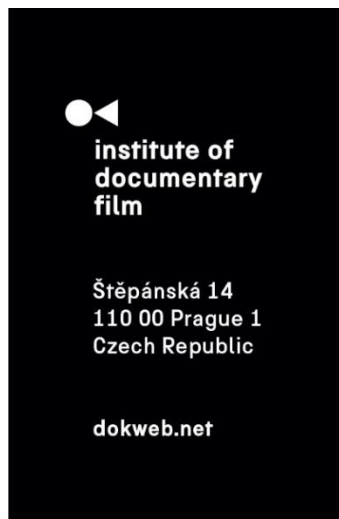 institute of
documentary
film
Štěpánská 14
110 00 Prague 1
Czech Republic
dokweb.net